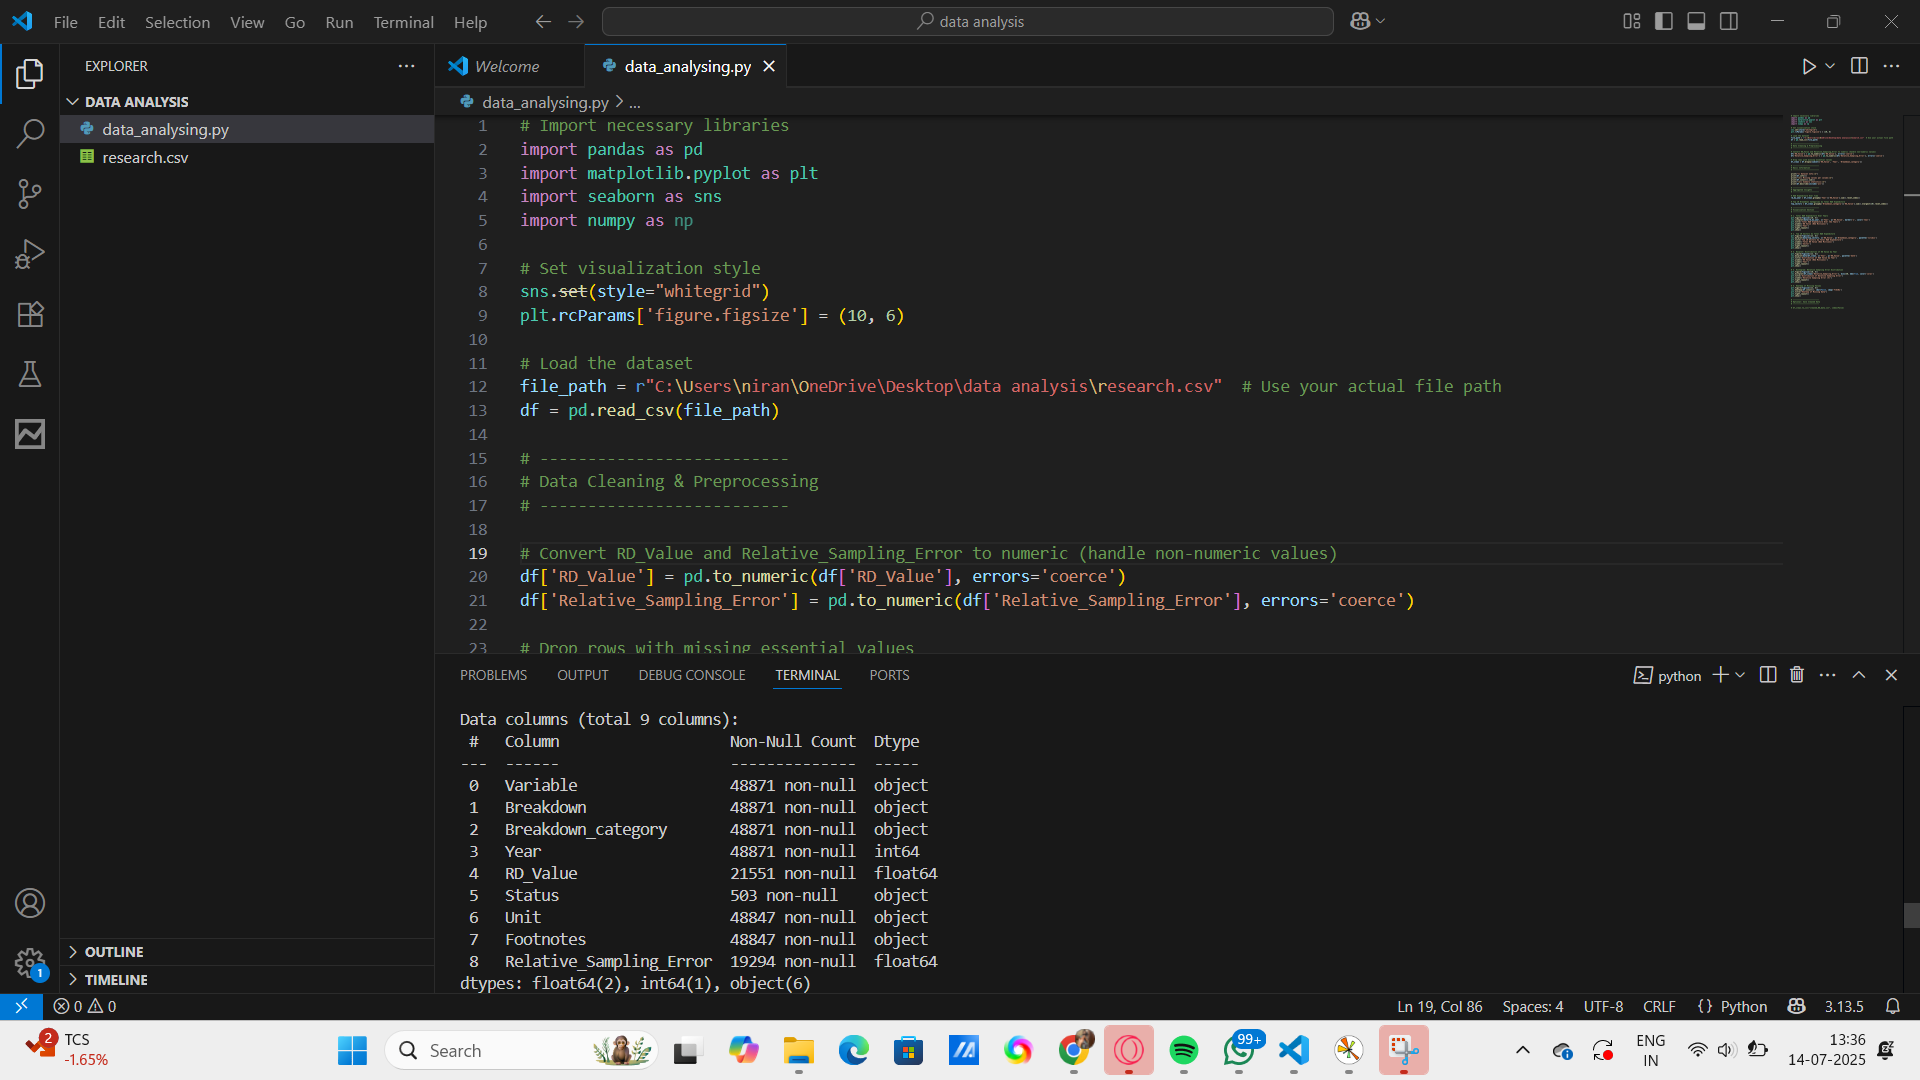 File Edit Selection View Go Run Terminal Help
data analysis
EXPLORER
DATA ANALYSIS
data_analysing.py
research.csv
OUTLINE
TIMELINE
Welcome
data_analysing.py
data_analysing.py > ...
1 # Import necessary libraries
2 import pandas as pd
3 import matplotlib.pyplot as plt
4 import seaborn as sns
5 import numpy as np
6
7 # Set visualization style
8 sns.set(style="whitegrid")
9 plt.rcParams['figure.figsize'] = (10, 6)
10
11 # Load the dataset
12 file_path = r"C:\Users\niran\OneDrive\Desktop\data analysis\research.csv"  # Use your actual file path
13 df = pd.read_csv(file_path)
14
15 # --------------------------
16 # Data Cleaning & Preprocessing
17 # --------------------------
18
19 # Convert RD_Value and Relative_Sampling_Error to numeric (handle non-numeric values)
20 df['RD_Value'] = pd.to_numeric(df['RD_Value'], errors='coerce')
21 df['Relative_Sampling_Error'] = pd.to_numeric(df['Relative_Sampling_Error'], errors='coerce')
22
23 # Drop rows with missing essential values
PROBLEMS OUTPUT DEBUG CONSOLE TERMINAL PORTS
python
Data columns (total 9 columns):
 #   Column                   Non-Null Count  Dtype
---  ------                   --------------  -----
 0   Variable                 48871 non-null  object
 1   Breakdown                48871 non-null  object
 2   Breakdown_category       48871 non-null  object
 3   Year                     48871 non-null  int64
 4   RD_Value                 21551 non-null  float64
 5   Status                   503 non-null    object
 6   Unit                     48847 non-null  object
 7   Footnotes                48847 non-null  object
 8   Relative_Sampling_Error  19294 non-null  float64
dtypes: float64(2), int64(1), object(6)
1
0 0
Ln 19, Col 86 Spaces: 4 UTF-8 CRLF {} Python 3.13.5
2
TCS
-1.65%
Search
99+
ENG
IN
13:36
14-07-2025